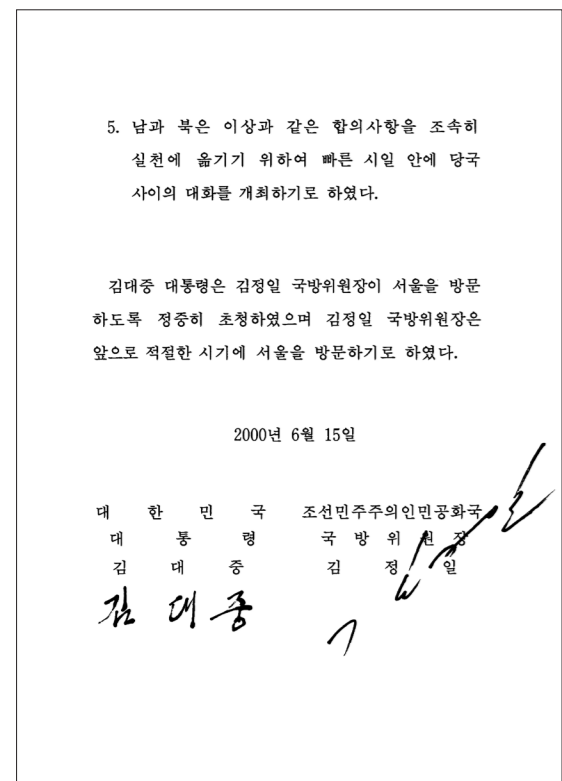 5. 남과 북은 이상과 같은 합의사항을 조속히
실천에 옮기기 위하여 빠른 시일 안에 당국
사이의 대화를 개최하기로 하였다.
김대중 대통령은 김정일 국방위원장이 서울을 방문
하도록 정중히 초청하였으며 김정일 국방위원장은
앞으로 적절한 시기에 서울을 방문하기로 하였다.
2000년 6월 15일
대 한 민 국 조선민주주의인민공화국
대 통 령 국 방 위 원 장
김 대 중 김 정 일
김 대 중